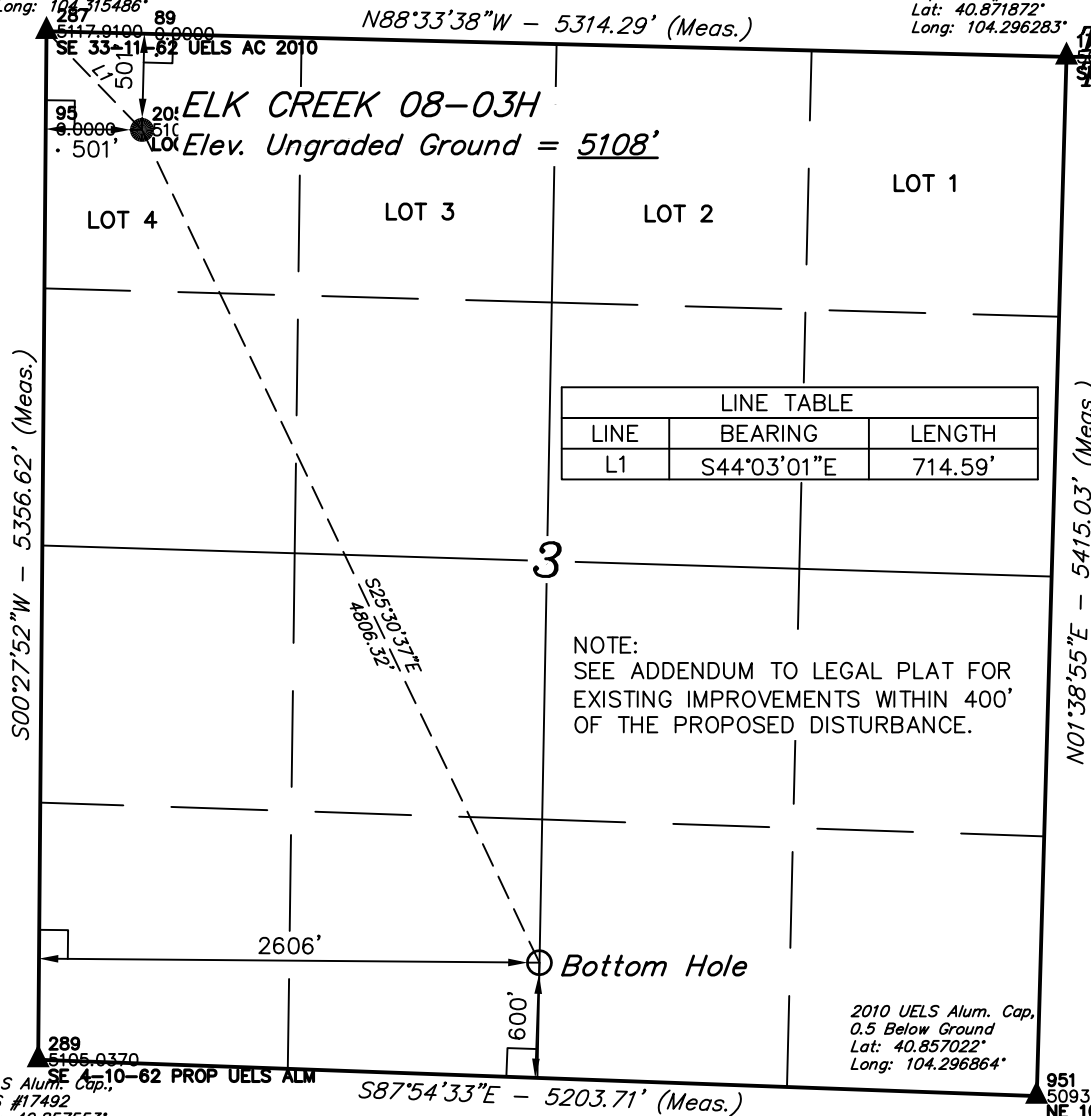 Long: 104.315486°
287
5117.9100
89
0.0000
SE 33-11-62 UELS AC 2010
N88°33'38"W - 5314.29' (Meas.)
Lat: 40.871872°
Long: 104.296283°
L1
501'
95
0.0000
501'
ELK CREEK 08-03H
Elev. Ungraded Ground = 5108'
LOT 4
LOT 3
LOT 2
LOT 1
LINE TABLE
LINE BEARING LENGTH
L1 S44°03'01"E 714.59'
S00°27'52"W - 5356.62' (Meas.)
N01°38'55"E - 5415.03' (Meas.)
3
S25°30'37"E
4806.32'
NOTE:
SEE ADDENDUM TO LEGAL PLAT FOR
EXISTING IMPROVEMENTS WITHIN 400'
OF THE PROPOSED DISTURBANCE.
2606'
Bottom Hole
600'
2010 UELS Alum. Cap,
0.5 Below Ground
Lat: 40.857022°
Long: 104.296864°
289
5105.0370
SE 4-10-62 PROP UELS ALM
S Alum. Cap.,
#17492
S87°54'33"E - 5203.71' (Meas.)
951
5093